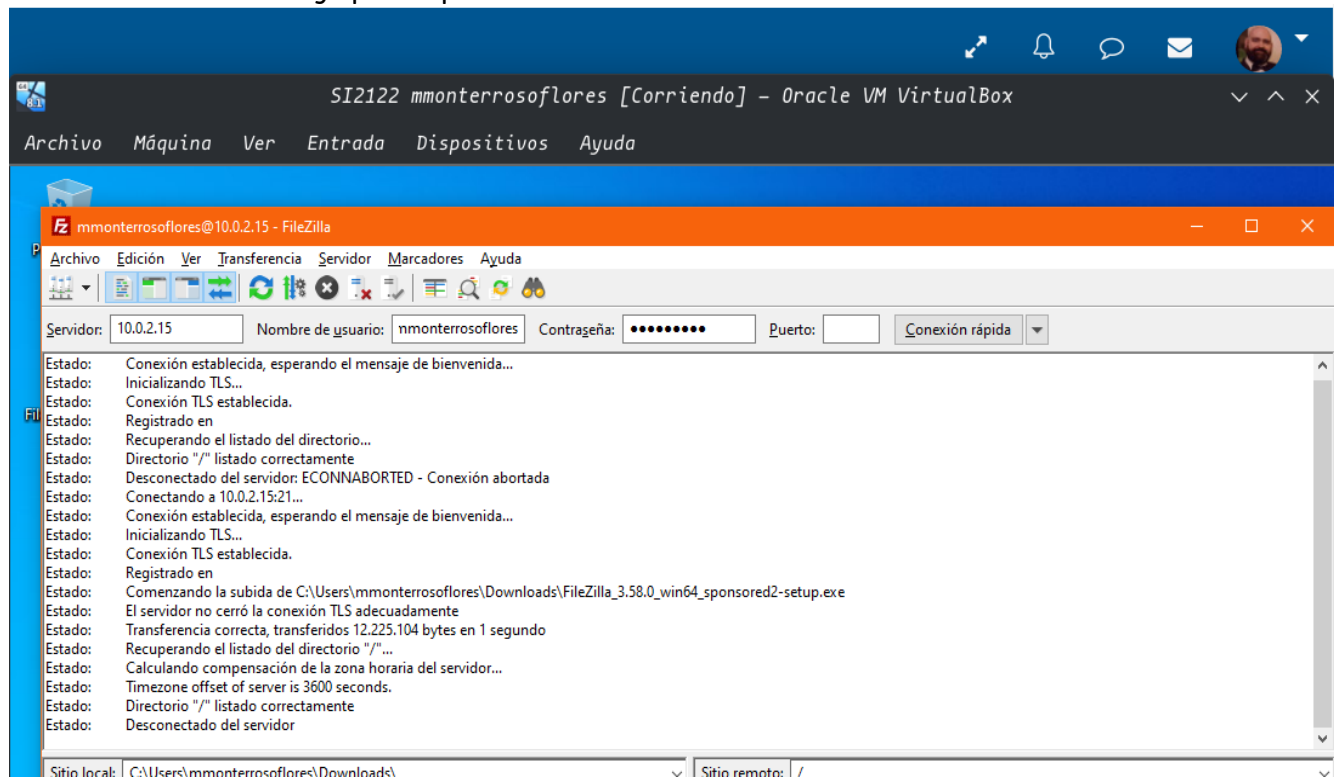 SI2122 mmonterrosoflores [Corriendo] – Oracle VM VirtualBox
Archivo Máquina Ver Entrada Dispositivos Ayuda
mmonterrosoflores@10.0.2.15 - FileZilla
Archivo Edición Ver Transferencia Servidor Marcadores Ayuda
Servidor: 10.0.2.15 Nombre de usuario: nmonterrosoflores Contraseña: ●●●●●●●●● Puerto: Conexión rápida
Estado: Conexión establecida, esperando el mensaje de bienvenida...
Estado: Inicializando TLS...
Estado: Conexión TLS establecida.
Estado: Registrado en
Estado: Recuperando el listado del directorio...
Estado: Directorio "/" listado correctamente
Estado: Desconectado del servidor: ECONNABORTED - Conexión abortada
Estado: Conectando a 10.0.2.15:21...
Estado: Conexión establecida, esperando el mensaje de bienvenida...
Estado: Inicializando TLS...
Estado: Conexión TLS establecida.
Estado: Registrado en
Estado: Comenzando la subida de C:\Users\mmonterrosoflores\Downloads\FileZilla_3.58.0_win64_sponsored2-setup.exe
Estado: El servidor no cerró la conexión TLS adecuadamente
Estado: Transferencia correcta, transferidos 12.225.104 bytes en 1 segundo
Estado: Recuperando el listado del directorio "/"...
Estado: Calculando compensación de la zona horaria del servidor...
Estado: Timezone offset of server is 3600 seconds.
Estado: Directorio "/" listado correctamente
Estado: Desconectado del servidor
Sitio local: C:\Users\mmonterrosoflores\Downloads\ Sitio remoto: /